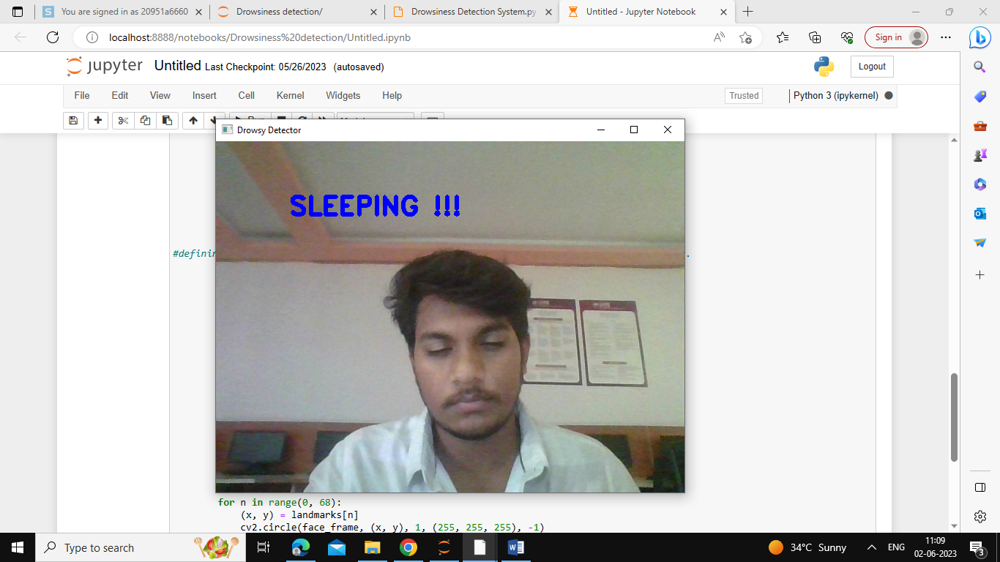 You are signed in as 20951a6660
Drowsiness detection/
Drowsiness Detection System.py
Untitled - Jupyter Notebook
localhost:8888/notebooks/Drowsiness%20detection/Untitled.ipynb
Sign in
jupyter Untitled Last Checkpoint: 05/26/2023 (autosaved)
Logout
File Edit View Insert Cell Kernel Widgets Help
Trusted
Python 3 (ipykernel)
Drowsy Detector
SLEEPING !!!
for n in range(0, 68):
(x, y) = landmarks[n]
cv2.circle(face_frame, (x, y), 1, (255, 255, 255), -1)
Type to search
34°C Sunny
ENG
11:09
02-06-2023
3